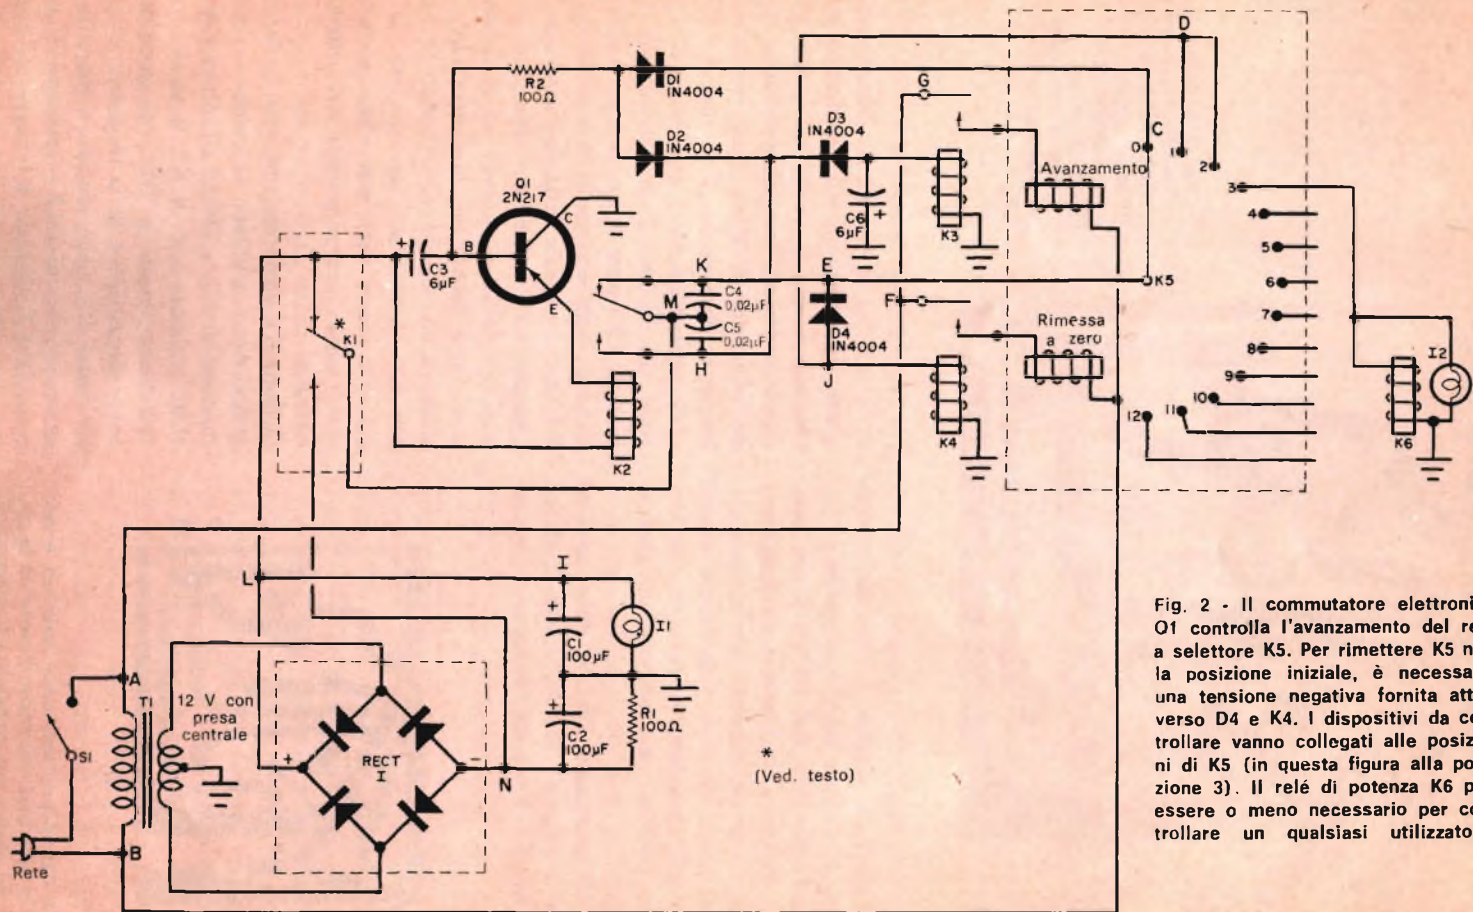 D
G
R2
100Ω
D1
1N4004
D2
1N4004
D3
1N4004
C
0
1
2
3
4
5
6
7
8
9
10
11
12
Avanzamento
Q1
2N217
C
B
E
+
C3
6µF
C6
6µF
+
K3
K
E
K5
*
K1
M
C4
0,02µF
C5
0,02µF
F
H
D4
1N4004
J
Rimessa
a zero
I2
K2
K4
K6
L
I
+
C1
100µF
I1
A
T1
12 V con
presa
centrale
S1
+
RECT
I
-
N
+
C2
100µF
R1
100Ω
*
(Ved. testo)
B
Rete
Fig. 2 - Il commutatore elettroni
Q1 controlla l'avanzamento del re
a selettore K5. Per rimettere K5 n
la posizione iniziale, è necessa
una tensione negativa fornita att
verso D4 e K4. I dispositivi da co
trollare vanno collegati alle posiz
ni di K5 (in questa figura alla po
zione 3). Il relé di potenza K6 p
essere o meno necessario per co
trollare un qualsiasi utilizzato